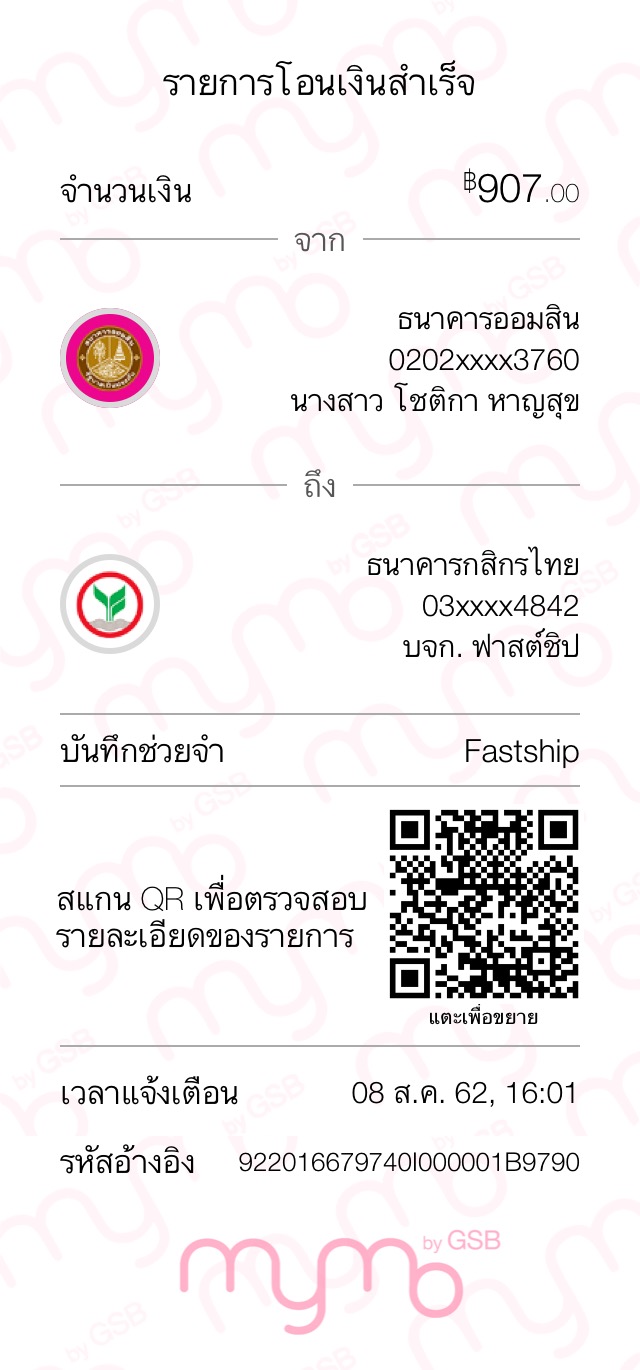 รายการโอนเงินสำเร็จ
จำนวนเงิน ฿907.00
จาก
ธนาคารออมสิน
0202xxxx3760
นางสาว โชติกา หาญสุข
ถึง
ธนาคารกสิกรไทย
03xxxx4842
บจก. ฟาสต์ชิป
บันทึกช่วยจำ Fastship
สแกน QR เพื่อตรวจสอบ
รายละเอียดของรายการ
แตะเพื่อขยาย
เวลาแจ้งเตือน 08 ส.ค. 62, 16:01
รหัสอ้างอิง 922016679740I000001B9790
mymo by GSB